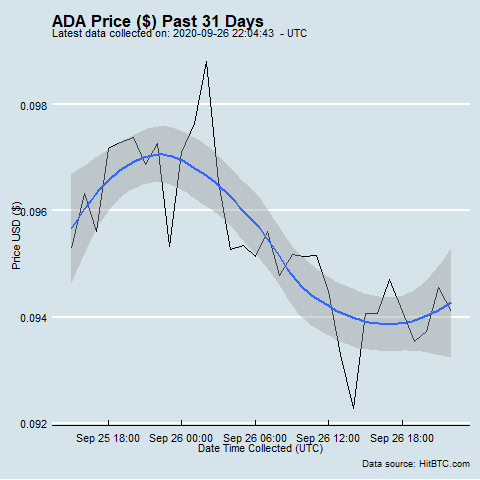 ADA Price ($) Past 31 Days
Latest data collected on: 2020-09-26 22:04:43  - UTC
0.098
0.096
0.094
0.092
Price USD ($)
Sep 25 18:00 Sep 26 00:00 Sep 26 06:00 Sep 26 12:00 Sep 26 18:00
Date Time Collected (UTC)
Data source: HitBTC.com